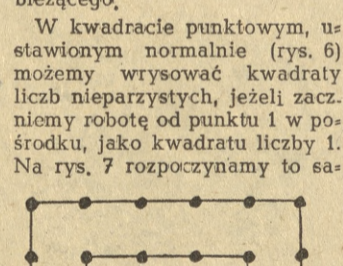 bieżącego.
W kwadracie punktowym, u=
stawionym normalnie (rys. 6)
możemy wrysować kwadraty
liczb nieparzystych, jeżeli zacz=
niemy robotę od punktu 1 w po=
środku, jako kwadratu liczby 1.
Na rys. 7 rozpoczynamy to sa=